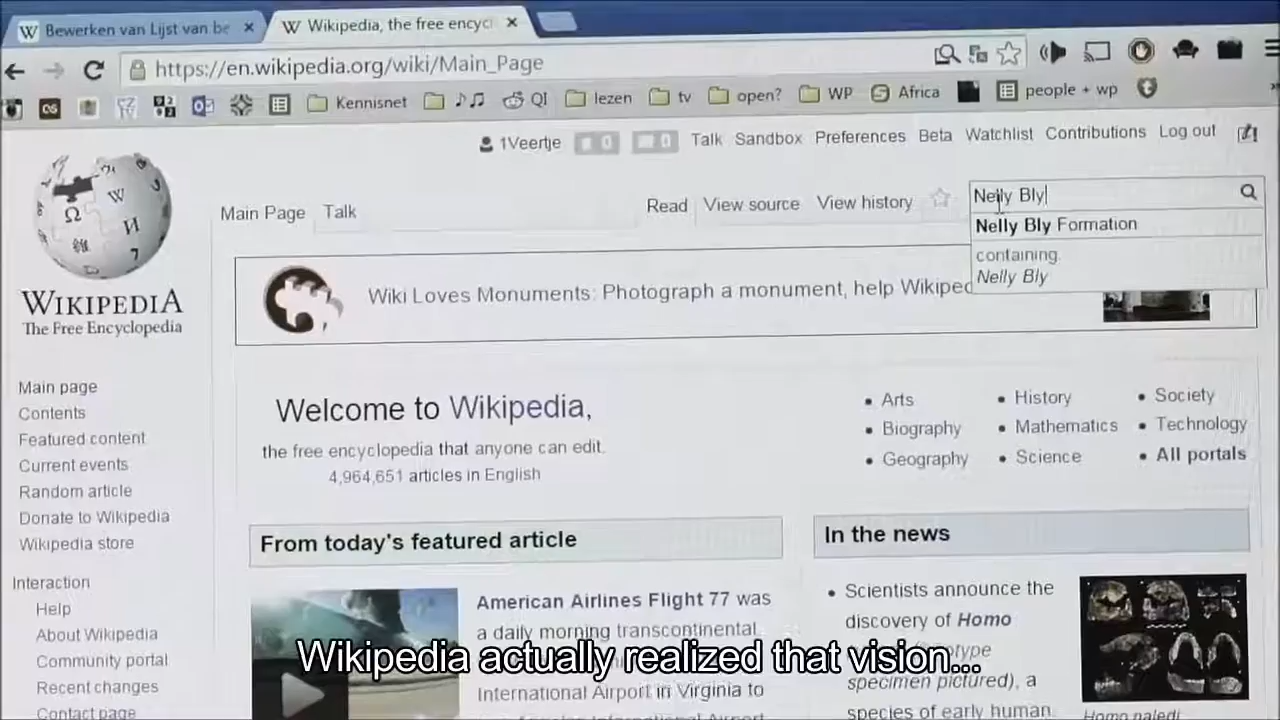 Bewerken van Lijst van be
Wikipedia, the free encycl
https://en.wikipedia.org/wiki/Main_Page
Kennisnet
QI
lezen
tv
open?
WP
Africa
people + wp
1Veertje
0
0
Talk
Sandbox
Preferences
Beta
Watchlist
Contributions
Log out
Main Page
Talk
Read
View source
View history
Nelly Bly
Nelly Bly Formation
containing.
Nelly Bly
WIKIPEDIA
The Free Encyclopedia
Wiki Loves Monuments: Photograph a monument, help Wikiped
Main page
Contents
Featured content
Current events
Random article
Donate to Wikipedia
Wikipedia store
Interaction
Help
About Wikipedia
Community portal
Recent changes
Contact page
Welcome to Wikipedia,
the free encyclopedia that anyone can edit.
4,964,651 articles in English
Arts
Biography
Geography
History
Mathematics
Science
Society
Technology
All portals
From today's featured article
American Airlines Flight 77 was
a daily morning transcontinental
International Airport in Virginia to
In the news
Scientists announce the
discovery of Homo
specimen pictured), a
species of early human.
Homo naledi
Wikipedia actually realized that vision...